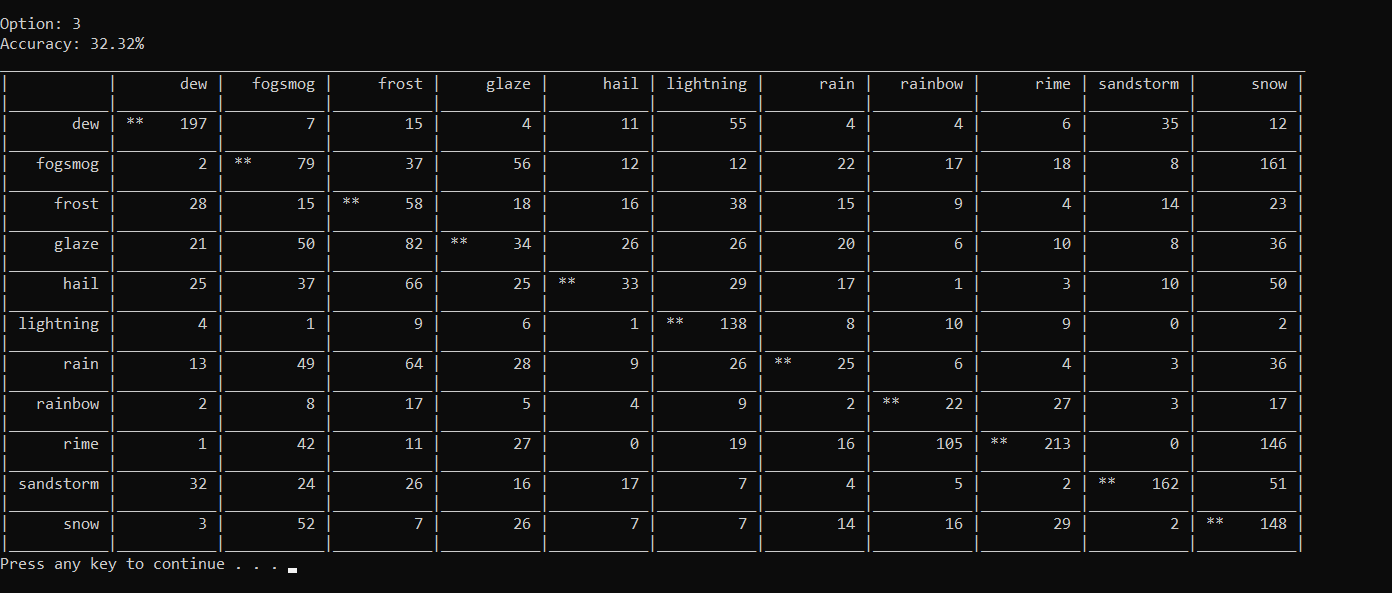 Option: 3
Accuracy: 32.32%
| | dew | fogsmog | frost | glaze | hail | lightning | rain | rainbow | rime | sandstorm | snow |
| dew | ** 197 | 7 | 15 | 4 | 11 | 55 | 4 | 4 | 6 | 35 | 12 |
| fogsmog | 2 | ** 79 | 37 | 56 | 12 | 12 | 22 | 17 | 18 | 8 | 161 |
| frost | 28 | 15 | ** 58 | 18 | 16 | 38 | 15 | 9 | 4 | 14 | 23 |
| glaze | 21 | 50 | 82 | ** 34 | 26 | 26 | 20 | 6 | 10 | 8 | 36 |
| hail | 25 | 37 | 66 | 25 | ** 33 | 29 | 17 | 1 | 3 | 10 | 50 |
| lightning | 4 | 1 | 9 | 6 | 1 | ** 138 | 8 | 10 | 9 | 0 | 2 |
| rain | 13 | 49 | 64 | 28 | 9 | 26 | ** 25 | 6 | 4 | 3 | 36 |
| rainbow | 2 | 8 | 17 | 5 | 4 | 9 | 2 | ** 22 | 27 | 3 | 17 |
| rime | 1 | 42 | 11 | 27 | 0 | 19 | 16 | 105 | ** 213 | 0 | 146 |
| sandstorm | 32 | 24 | 26 | 16 | 17 | 7 | 4 | 5 | 2 | ** 162 | 51 |
| snow | 3 | 52 | 7 | 26 | 7 | 7 | 14 | 16 | 29 | 2 | ** 148 |
Press any key to continue . . .